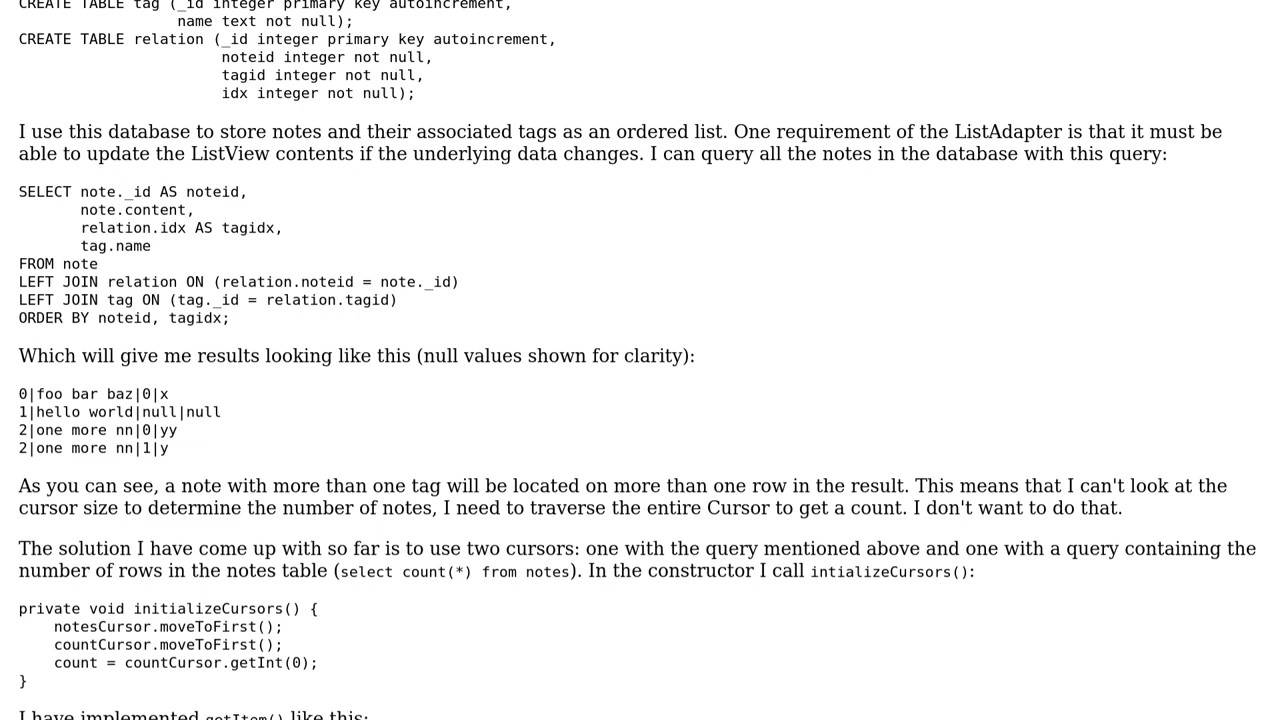 CREATE TABLE tag (_id integer primary key autoincrement,
                  name text not null);
CREATE TABLE relation (_id integer primary key autoincrement,
                       noteid integer not null,
                       tagid integer not null,
                       idx integer not null);
I use this database to store notes and their associated tags as an ordered list. One requirement of the ListAdapter is that it must be
able to update the ListView contents if the underlying data changes. I can query all the notes in the database with this query:
SELECT note._id AS noteid,
       note.content,
       relation.idx AS tagidx,
       tag.name
FROM note
LEFT JOIN relation ON (relation.noteid = note._id)
LEFT JOIN tag ON (tag._id = relation.tagid)
ORDER BY noteid, tagidx;
Which will give me results looking like this (null values shown for clarity):
0|foo bar baz|0|x
1|hello world|null|null
2|one more nn|0|yy
2|one more nn|1|y
As you can see, a note with more than one tag will be located on more than one row in the result. This means that I can't look at the
cursor size to determine the number of notes, I need to traverse the entire Cursor to get a count. I don't want to do that.
The solution I have come up with so far is to use two cursors: one with the query mentioned above and one with a query containing the
number of rows in the notes table (select count(*) from notes). In the constructor I call intializeCursors():
private void initializeCursors() {
    notesCursor.moveToFirst();
    countCursor.moveToFirst();
    count = countCursor.getInt(0);
}
I have implemented getItem() like this: